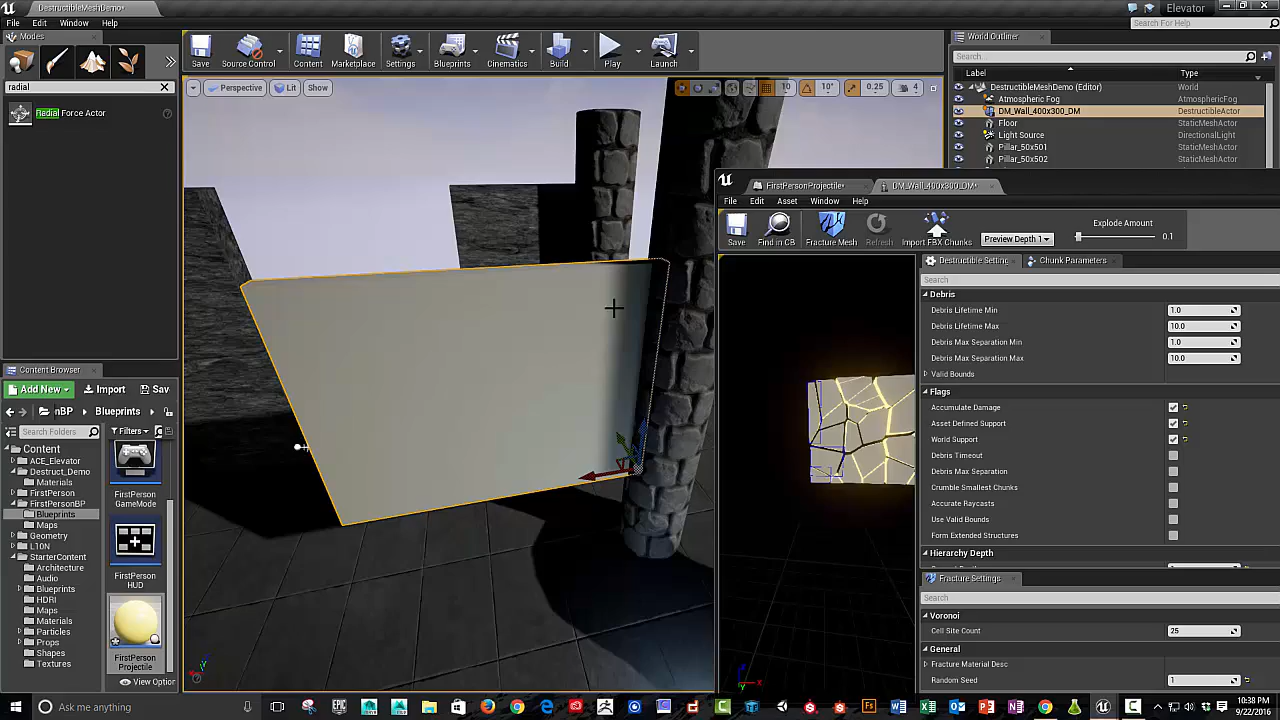 DestructibleMeshDemo*
Elevator
File Edit Window Help
Search For Help
Modes
radial
Radial Force Actor
Save Source Control Content Marketplace Settings Blueprints Cinematics Build Play Launch
Perspective Lit Show
10 10° 0.25 4
World Outliner
Search...
Label Type
DestructibleMeshDemo (Editor) World
Atmospheric Fog AtmosphericFog
DM_Wall_400x300_DM DestructibleActor
Floor StaticMeshActor
Light Source DirectionalLight
Pillar_50x501 StaticMeshActor
Pillar_50x502 StaticMeshActor
FirstPersonProjectile* DM_Wall_400x300_DM*
File Edit Asset Window Help
Save Find in CB Fracture Mesh Refresh Import FBX Chunks Preview Depth 1
Explode Amount
0.1
Destructible Setting Chunk Parameters
Search
Debris
Debris Lifetime Min 1.0
Debris Lifetime Max 10.0
Debris Max Separation Min 1.0
Debris Max Separation Max 10.0
Valid Bounds
Flags
Accumulate Damage
Asset Defined Support
World Support
Debris Timeout
Debris Max Separation
Crumble Smallest Chunks
Accurate Raycasts
Use Valid Bounds
Form Extended Structures
Hierarchy Depth
Fracture Settings
Search
Voronoi
Cell Site Count 25
General
Fracture Material Desc
Random Seed 1
Content Browser
Add New Import Save
nBP Blueprints
Search Folders
Filters
Content
ACE_Elevator
Destruct_Demo
Materials
FirstPerson
FirstPersonBP
Blueprints
Maps
Geometry
L10N
StarterContent
Architecture
Audio
Blueprints
HDRI
Maps
Materials
Particles
Props
Shapes
Textures
FirstPerson
GameMode
FirstPerson
HUD
FirstPerson
Projectile
View Option
Ask me anything
10:38 PM
9/22/2016